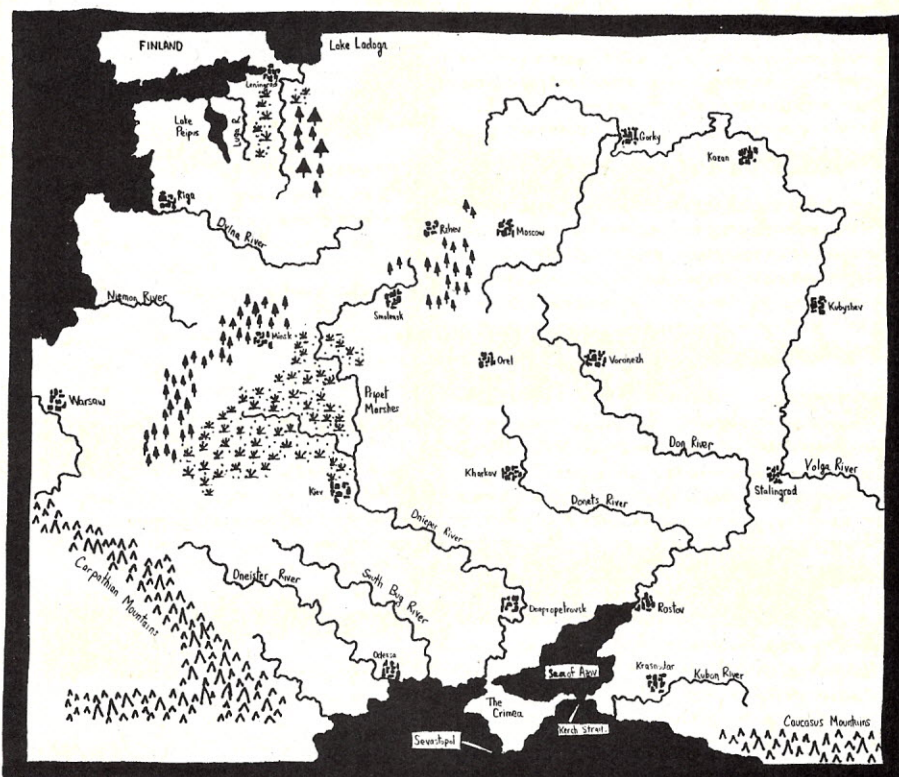 FINLAND
Lake Ladoga
Leningrad
Lake
Peipus
Luga R.
Gorky
Kazan
Riga
Dvina River
Rzhev
Moscow
Niemon River
Smolensk
Kubyshev
Minsk
Orel
Voronezh
Warsaw
Pripet
Marshes
Don River
Kharkov
Volga River
Stalingrad
Kiev
Donets River
Dnieper River
Carpathian Mountains
Dneister River
South Bug River
Dnepropetrovsk
Rostov
Odessa
Sea of Azov
Krasnodar
Kuban River
The
Crimea
Kerch Strait.
Caucasus Mountains
Sevastopol